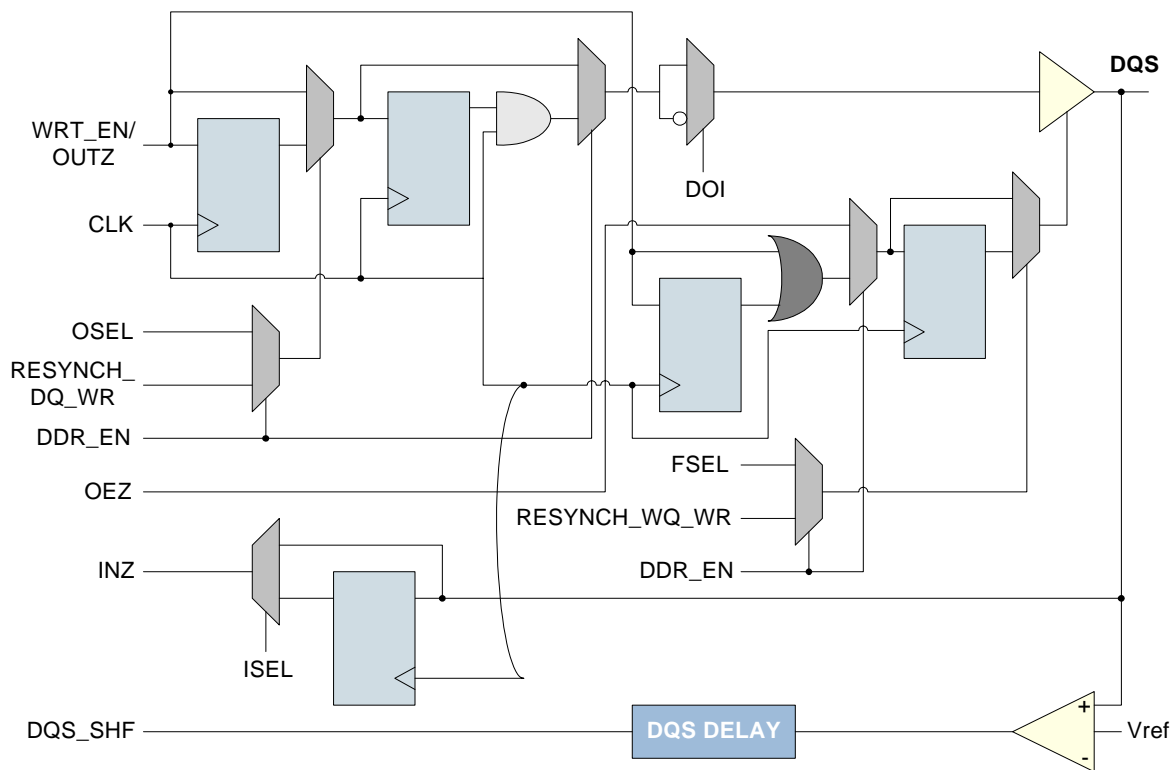 DQS
WRT_EN/
OUTZ
DOI
CLK
OSEL
RESYNCH_
DQ_WR
DDR_EN
FSEL
OEZ
RESYNCH_WQ_WR
INZ
DDR_EN
ISEL
DQS_SHF
DQS DELAY
+
Vref
-